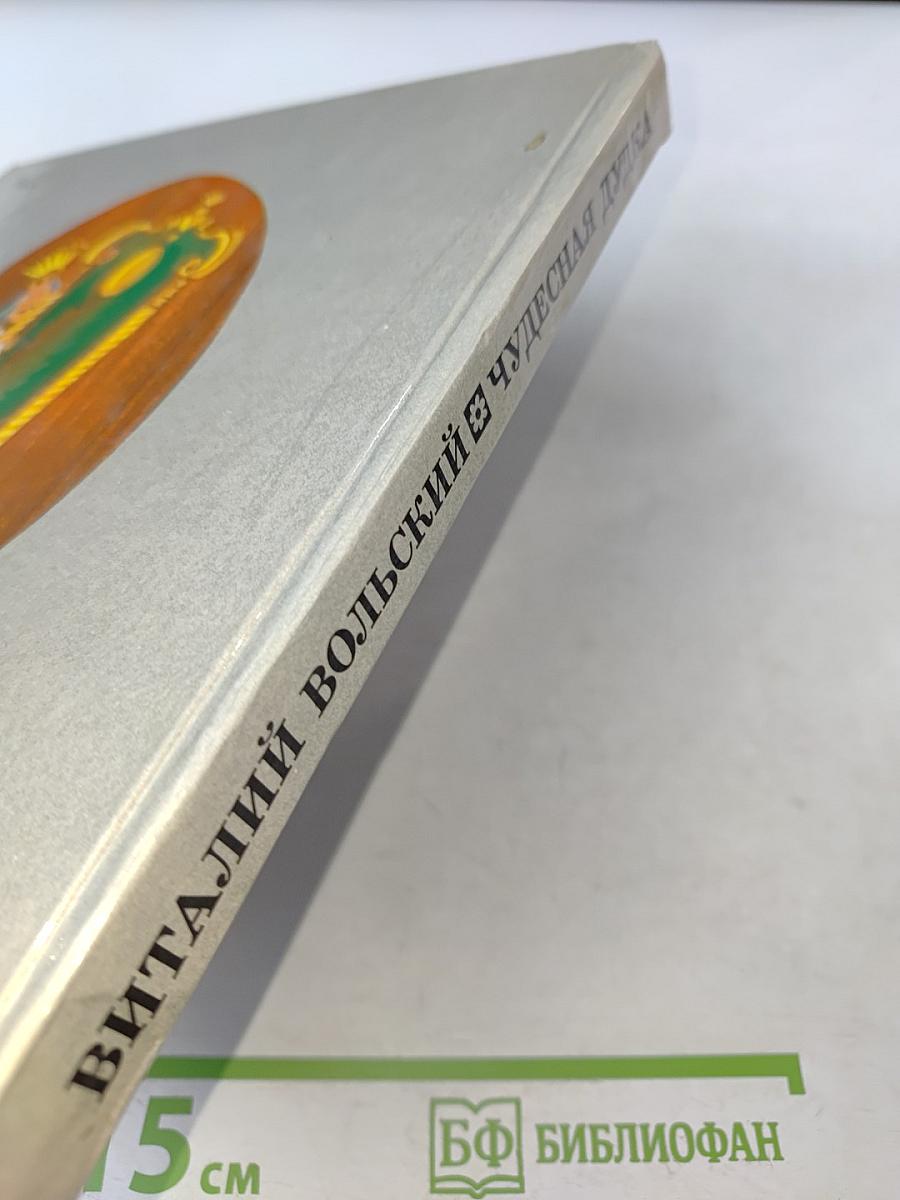 ВИТАЛИЙ ВОЛЬСКИЙ ЧУДЕСНАЯ ДУДКА
15 см
БФ БИБЛИОФАН